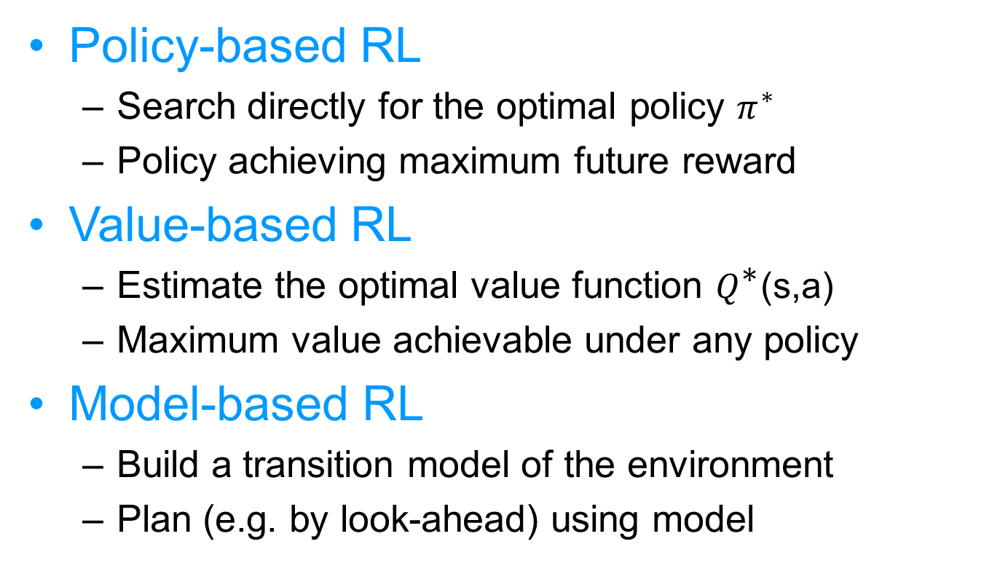 • Policy-based RL
– Search directly for the optimal policy π*
– Policy achieving maximum future reward
• Value-based RL
– Estimate the optimal value function Q*(s,a)
– Maximum value achievable under any policy
• Model-based RL
– Build a transition model of the environment
– Plan (e.g. by look-ahead) using model